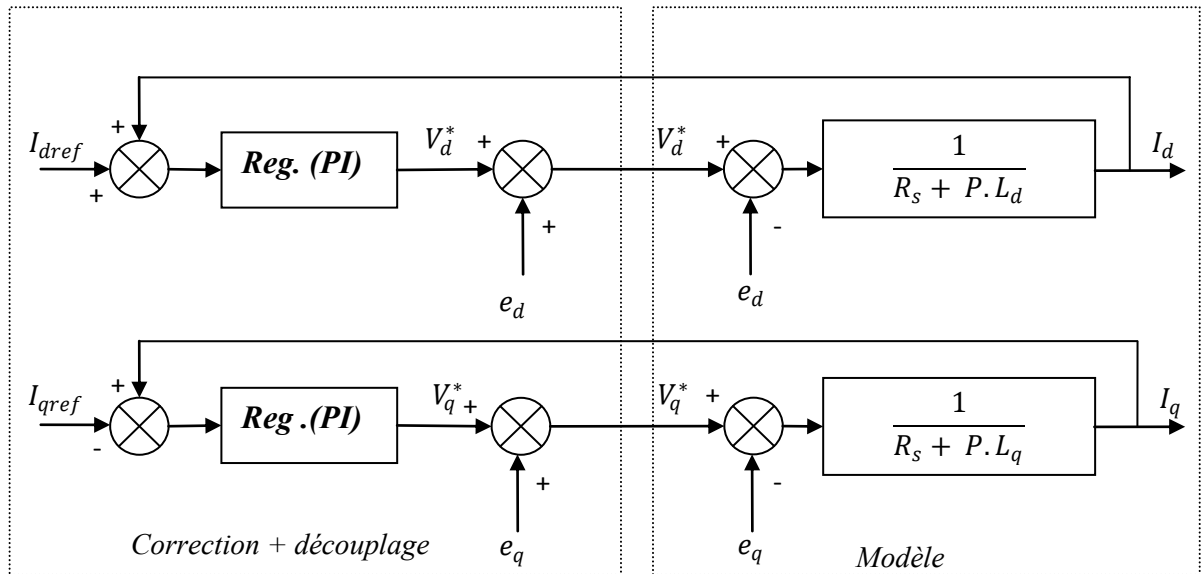 +
I_dref
+
Reg. (PI)
V_d^*
+
+
e_d
V_d^*
+
-
e_d
1
R_s + P.L_d
I_d
+
I_qref
-
Reg .(PI)
V_q^*
+
+
e_q
V_q^*
+
-
e_q
1
R_s + P.L_q
I_q
Correction + découplage
Modèle